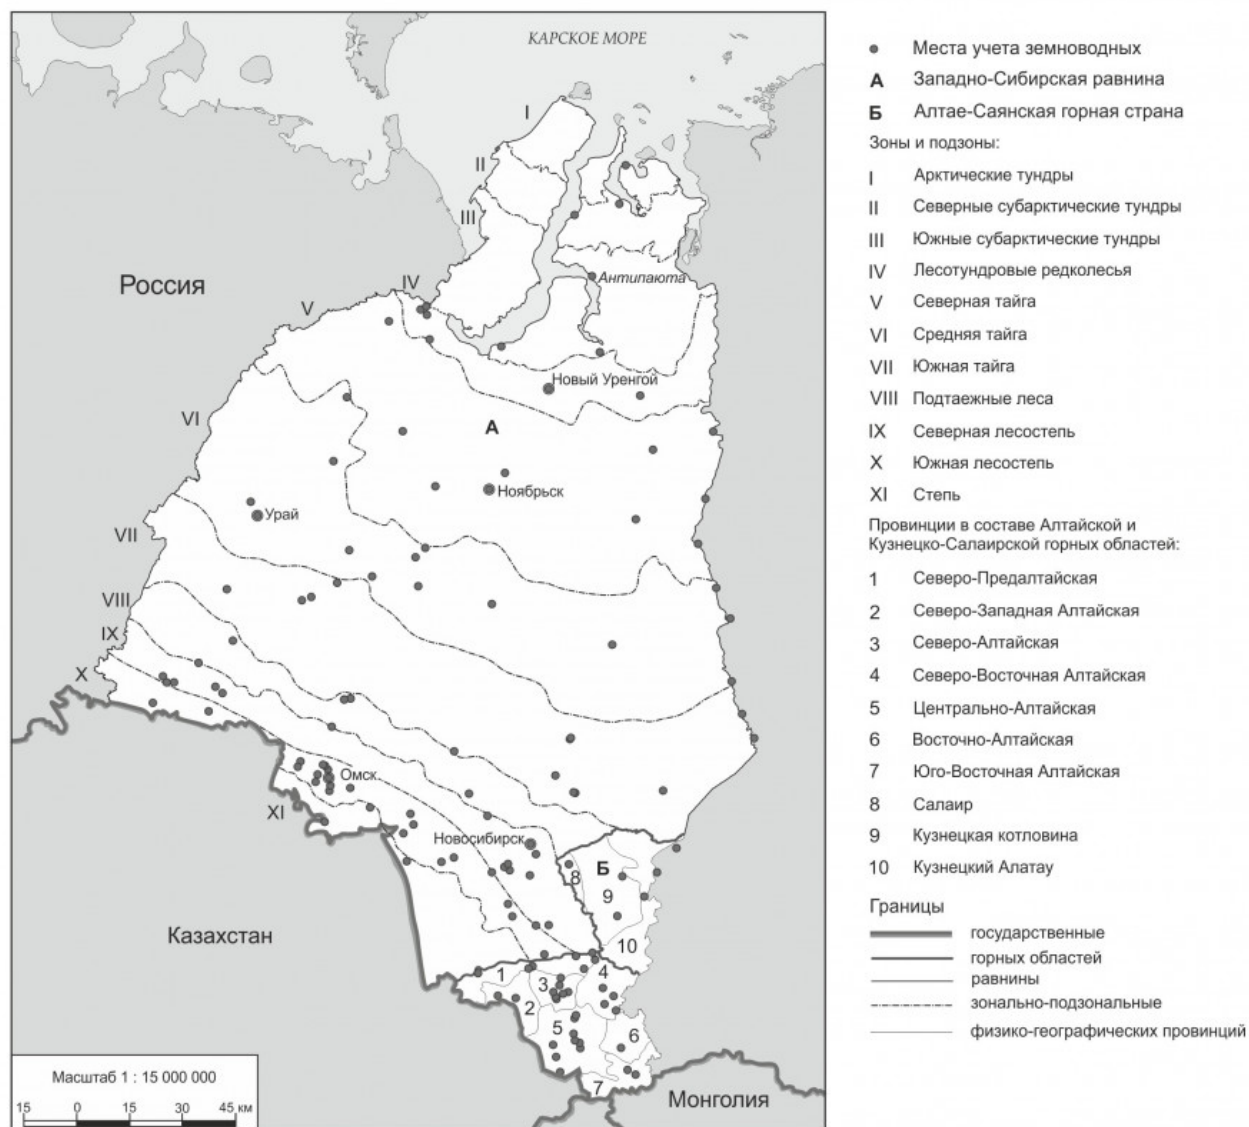 КАРСКОЕ МОРЕ
I
II
III
IV
V
VI
VII
VIII
IX
X
XI
Россия
Антипаюта
Новый Уренгой
А
Ноябрьск
Урай
Омск
Новосибирск
Б
8
9
10
1
2
3
4
5
6
7
Казахстан
Монголия
Масштаб 1 : 15 000 000
15 0 15 30 45 км
Места учета земноводных
А Западно-Сибирская равнина
Б Алтае-Саянская горная страна
Зоны и подзоны:
I Арктические тундры
II Северные субарктические тундры
III Южные субарктические тундры
IV Лесотундровые редколесья
V Северная тайга
VI Средняя тайга
VII Южная тайга
VIII Подтаежные леса
IX Северная лесостепь
X Южная лесостепь
XI Степь
Провинции в составе Алтайской и
Кузнецко-Салаирской горных областей:
1 Северо-Предалтайская
2 Северо-Западная Алтайская
3 Северо-Алтайская
4 Северо-Восточная Алтайская
5 Центрально-Алтайская
6 Восточно-Алтайская
7 Юго-Восточная Алтайская
8 Салаир
9 Кузнецкая котловина
10 Кузнецкий Алатау
Границы
государственные
горных областей
равнины
зонально-подзональные
физико-географических провинций